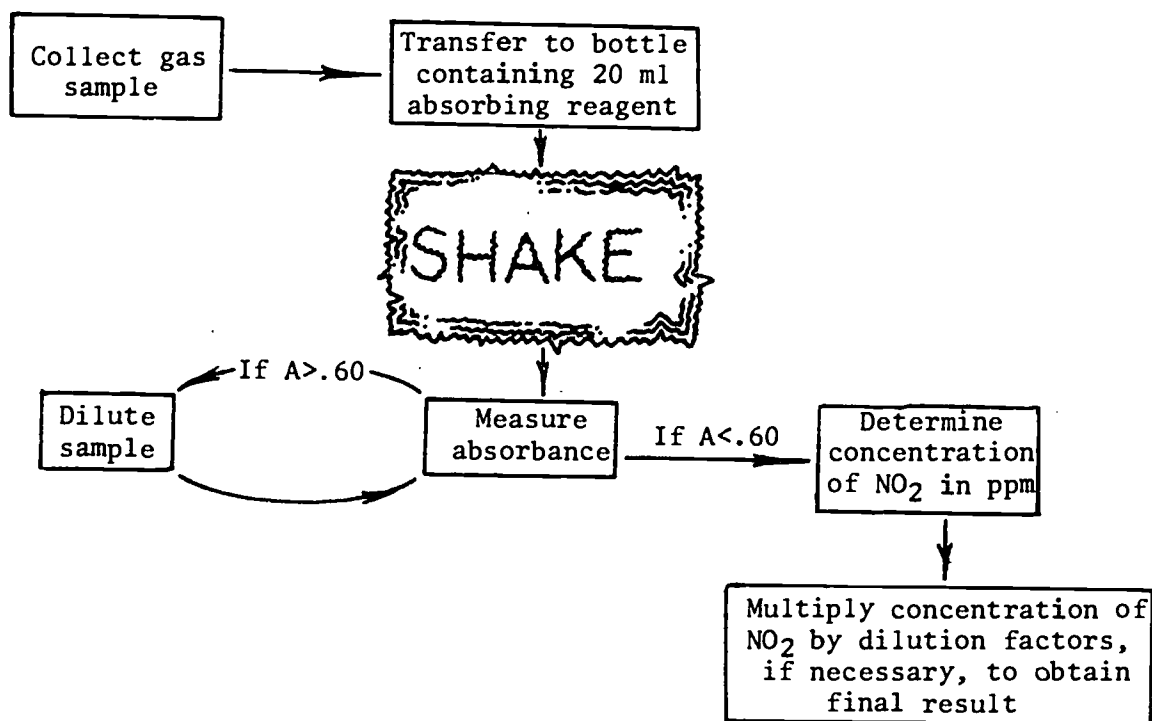 Collect gas
sample
Transfer to bottle
containing 20 ml
absorbing reagent
SHAKE
If A>.60
Dilute
sample
Measure
absorbance
If A<.60
Determine
concentration
of NO2 in ppm
Multiply concentration of
NO2 by dilution factors,
if necessary, to obtain
final result